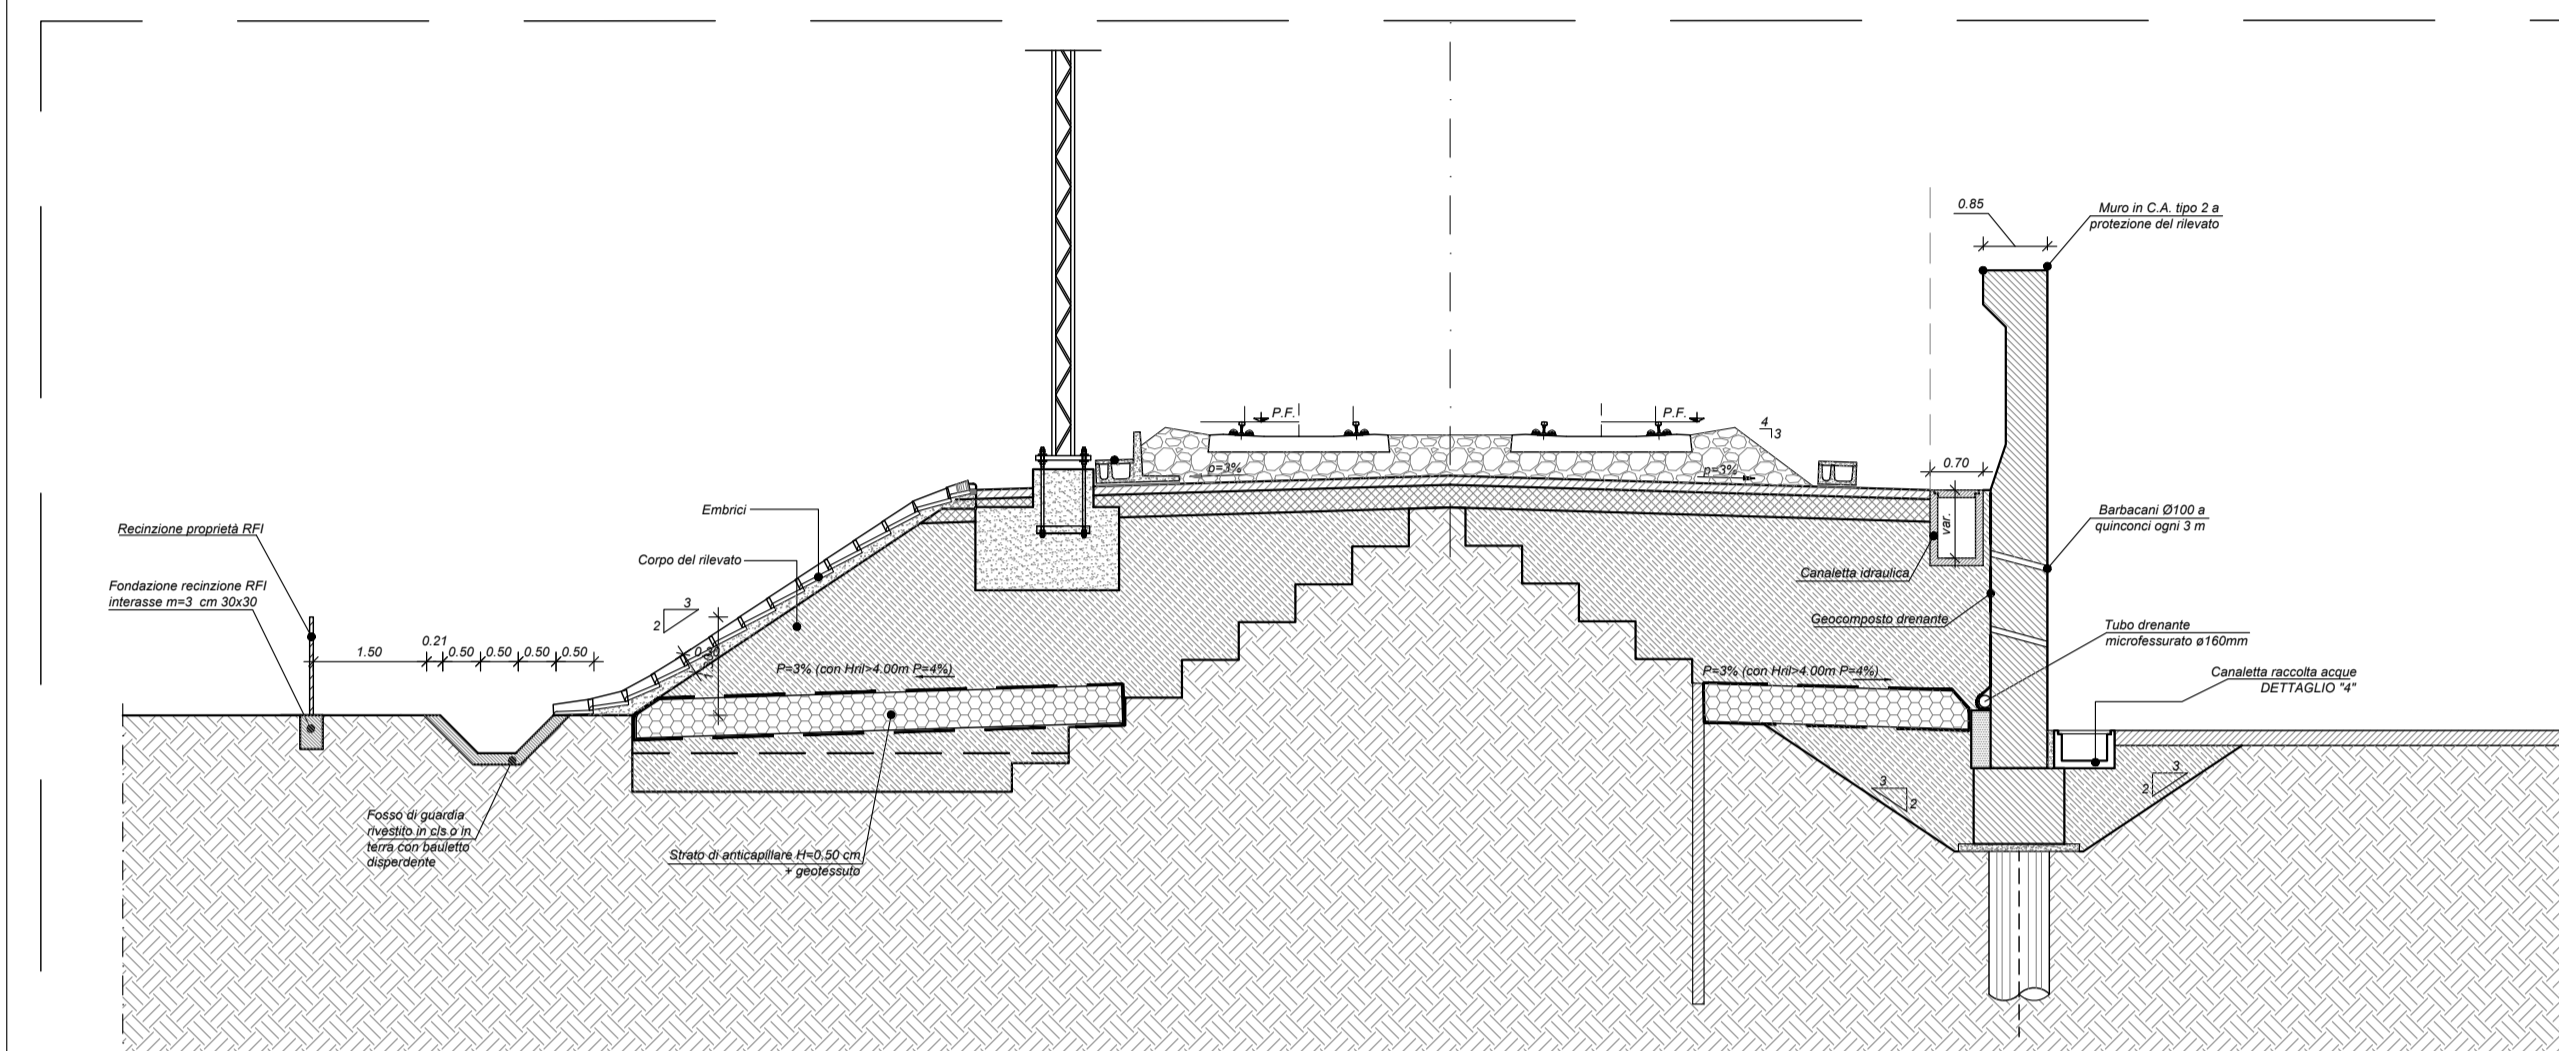 0.85
Muro in C.A. tipo 2 a
protezione del rilevato
P.F.
P.F.
4
3
p=3%
p=3%
0.70
var.
Embrici
Barbacani Ø100 a
quinconci ogni 3 m
Recinzione proprietà RFI
Corpo del rilevato
Canaletta idraulica
Fondazione recinzione RFI
interasse m=3 cm 30x30
3
2
Geocomposto drenante
Tubo drenante
microfessurato ø160mm
1.50
0.21
0.50
0.50
0.50
0.50
P=3% (con Hril>4.00m P=4%)
P=3% (con Hril>4.00m P=4%)
Canaletta raccolta acque
DETTAGLIO "4"
3
2
3
2
Fosso di guardia
rivestito in cls o in
terra con bauletto
disperdente
Strato di anticapillare H=0,50 cm
+ geotessuto